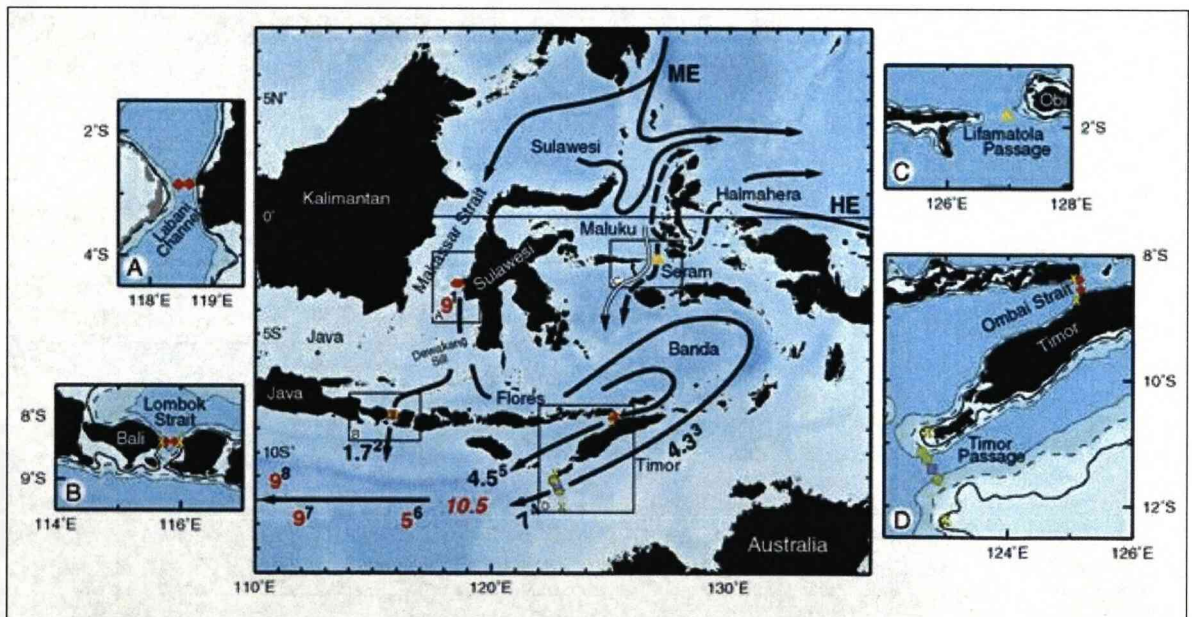 5N°
0°
5°S
10°S
110°E
120°E
130°E
ME
HE
Kalimantan
Sulawesi
Makassar Strait
Sulawesi
Halmahera
Maluku
Seram
Java
Dewakang
Sill
Banda
Flores
Java
Timor
Australia
A
B
C
D
9¹
1.7²
4.3³
4.5⁵
5⁶
9⁷
9⁸
10.5
2°S
4°S
118°E
119°E
Labani
Channel
A
8°S
9°S
114°E
116°E
Lombok
Strait
Bali
B
Obi
Lifamatola
Passage
2°S
126°E
128°E
C
8°S
10°S
12°S
124°E
126°E
Ombai Strait
Timor
Timor
Passage
D